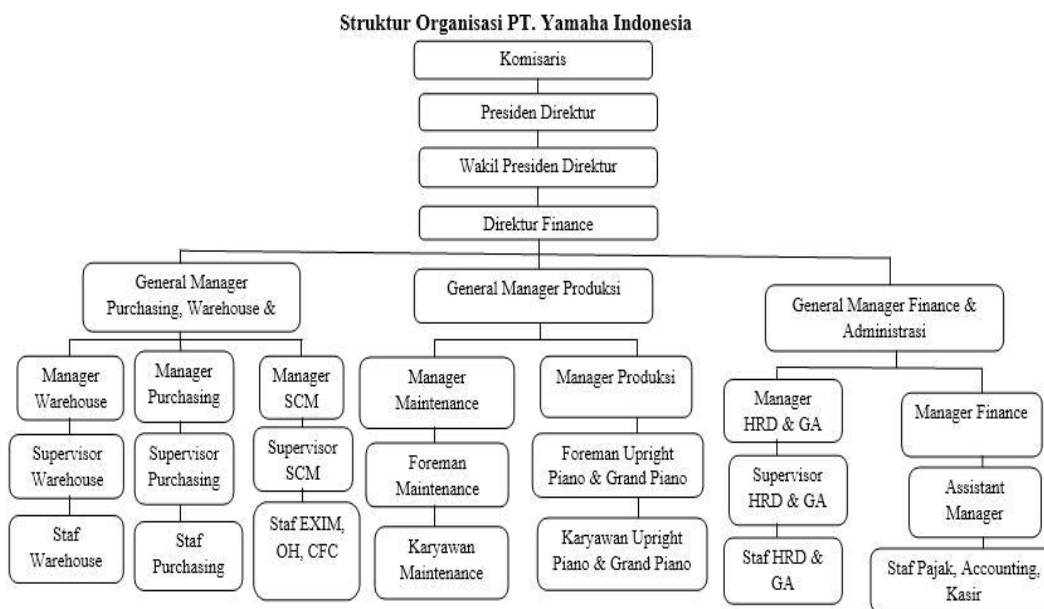 Struktur Organisasi PT. Yamaha Indonesia
Komisaris
Presiden Direktur
Wakil Presiden Direktur
Direktur Finance
General Manager
Purchasing, Warehouse &
General Manager Produksi
General Manager Finance &
Administrasi
Manager
Warehouse
Manager
Purchasing
Manager
SCM
Manager
Maintenance
Manager Produksi
Manager
HRD & GA
Manager Finance
Supervisor
Warehouse
Supervisor
Purchasing
Supervisor
SCM
Foreman
Maintenance
Foreman Upright
Piano & Grand Piano
Supervisor
HRD & GA
Assistant
Manager
Staf
Warehouse
Staf
Purchasing
Staf EXIM,
OH, CFC
Karyawan
Maintenance
Karyawan Upright
Piano & Grand Piano
Staf HRD &
GA
Staf Pajak, Accounting,
Kasir